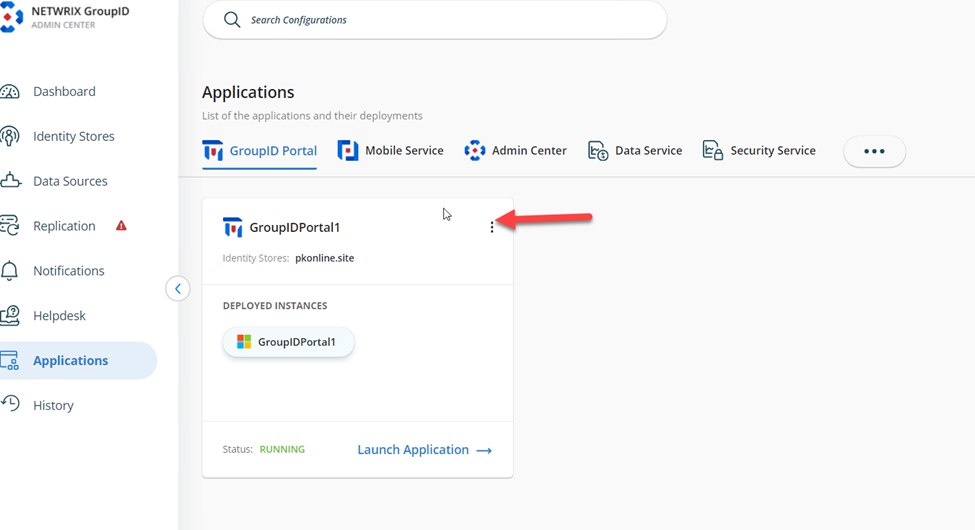 NETWRIX GroupID
ADMIN CENTER
Search Configurations
Dashboard
Identity Stores
Data Sources
Replication
Notifications
Helpdesk
Applications
History
Applications
List of the applications and their deployments
GroupID Portal Mobile Service Admin Center Data Service Security Service
GroupIDPortal1
Identity Stores: pkonline.site
DEPLOYED INSTANCES
GroupIDPortal1
Status: RUNNING Launch Application